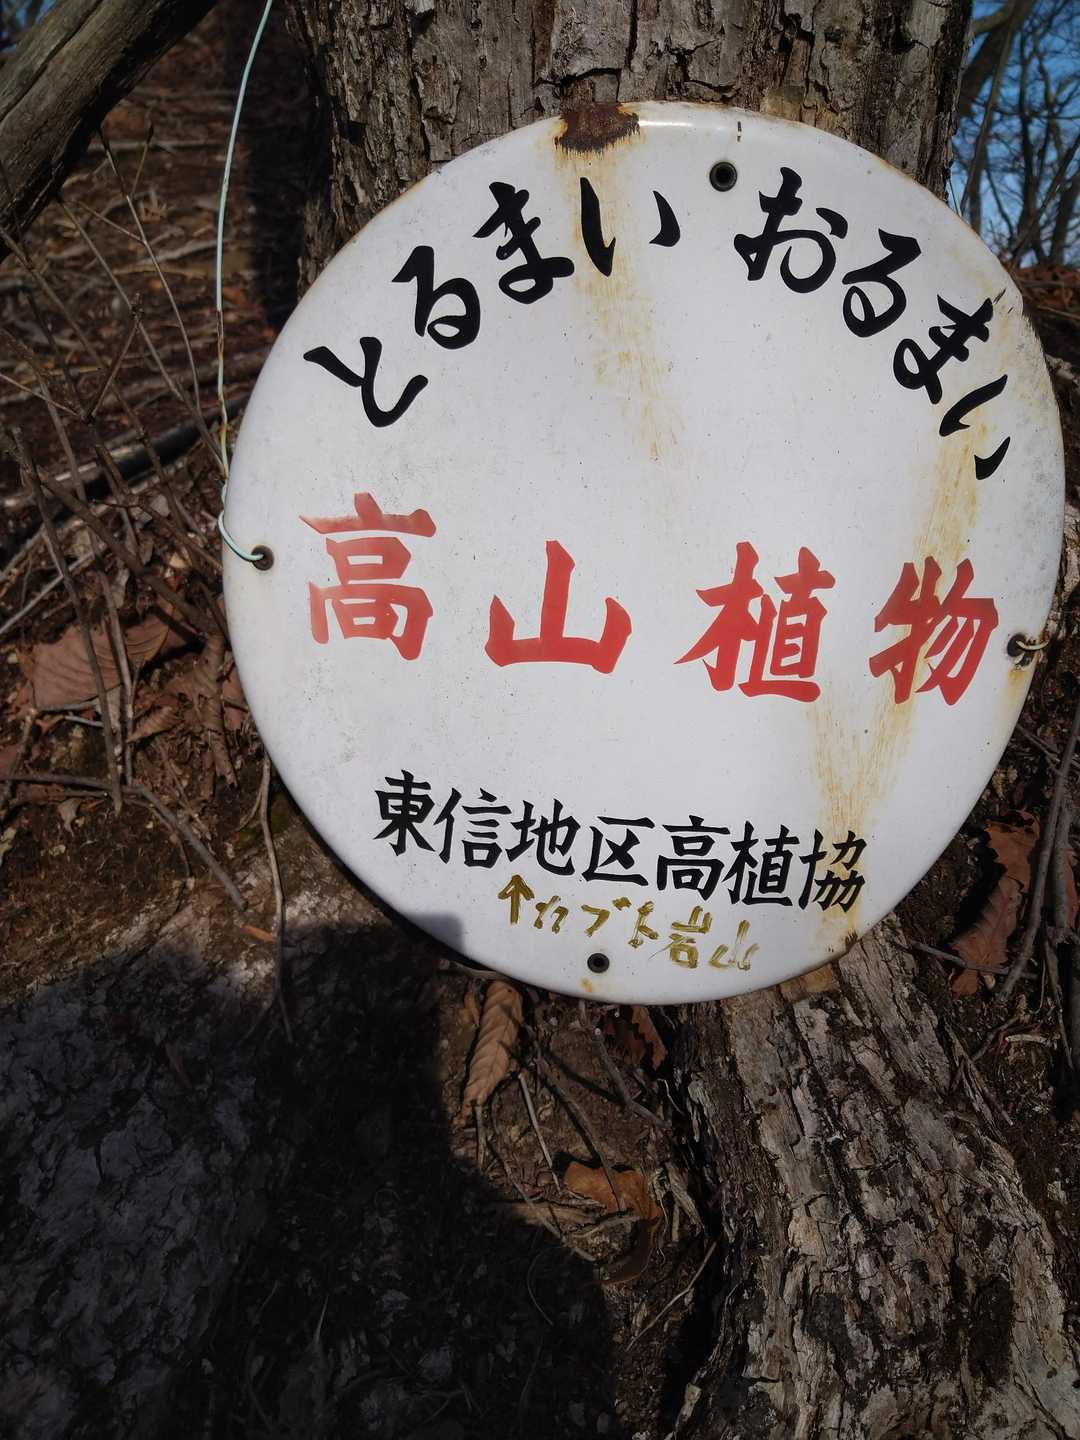 とるまい おるまい
高山植物
東信地区高植協
↑カブト岩山